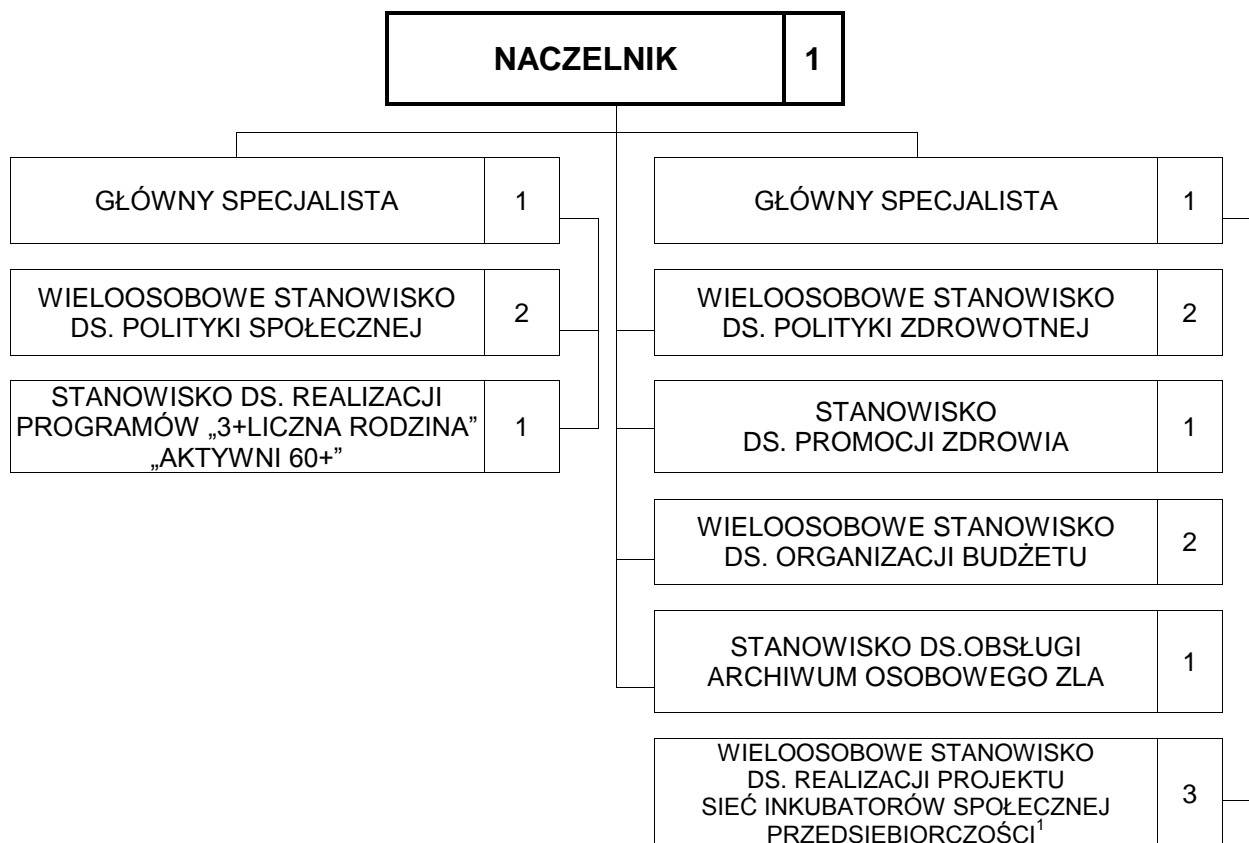 NACZELNIK 1
GŁÓWNY SPECJALISTA 1
WIELOOSOBOWE STANOWISKO
DS. POLITYKI SPOŁECZNEJ 2
STANOWISKO DS. REALIZACJI
PROGRAMÓW „3+LICZNA RODZINA” 1
„AKTYWNI 60+”
GŁÓWNY SPECJALISTA 1
WIELOOSOBOWE STANOWISKO
DS. POLITYKI ZDROWOTNEJ 2
STANOWISKO
DS. PROMOCJI ZDROWIA 1
WIELOOSOBOWE STANOWISKO
DS. ORGANIZACJI BUDŻETU 2
STANOWISKO DS.OBSŁUGI
ARCHIWUM OSOBOWEGO ZLA 1
WIELOOSOBOWE STANOWISKO
DS. REALIZACJI PROJEKTU
SIEĆ INKUBATORÓW SPOŁECZNEJ 3
PRZEDSIEBIORCZOŚCI¹